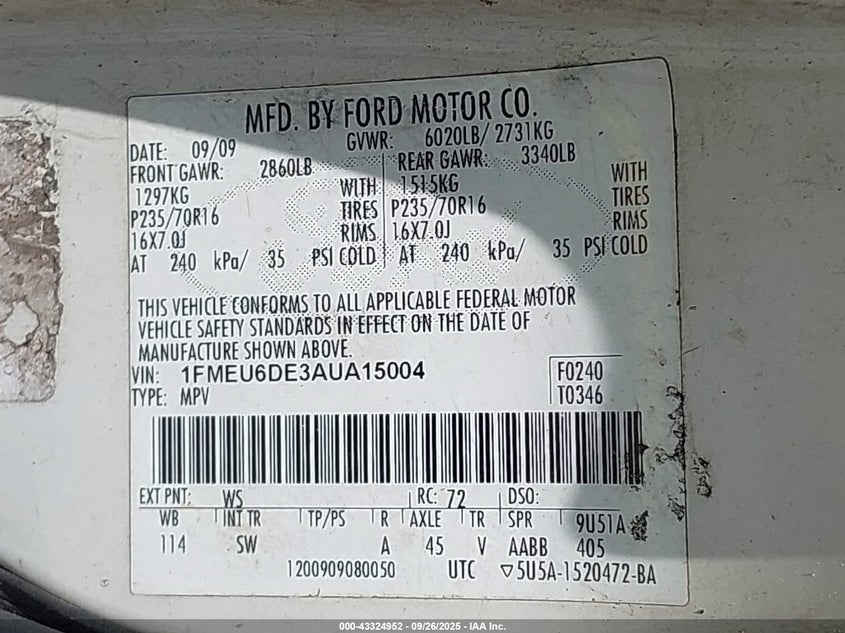 MFD. BY FORD MOTOR CO.
DATE: 09/09 GVWR: 6020LB/ 2731KG
FRONT GAWR: 2860LB REAR GAWR: 3340LB
1297KG WITH 1515KG WITH
P235/70R16 TIRES P235/70R16 TIRES
16X7.0J RIMS 16X7.0J RIMS
AT 240 kPa/ 35 PSI COLD AT 240 kPa/ 35 PSI COLD
THIS VEHICLE CONFORMS TO ALL APPLICABLE FEDERAL MOTOR
VEHICLE SAFETY STANDARDS IN EFFECT ON THE DATE OF
MANUFACTURE SHOWN ABOVE.
VIN: 1FMEU6DE3AUA15004 F0240
TYPE: MPV T0346
EXT PNT: WS RC: 72 DSO:
WB INT TR TP/PS R AXLE TR SPR 9U51A
114 SW A 45 V AABB 405
1200909080050 UTC ▽5U5A-1520472-BA
000-43324952 - 09/26/2025 - IAA Inc.